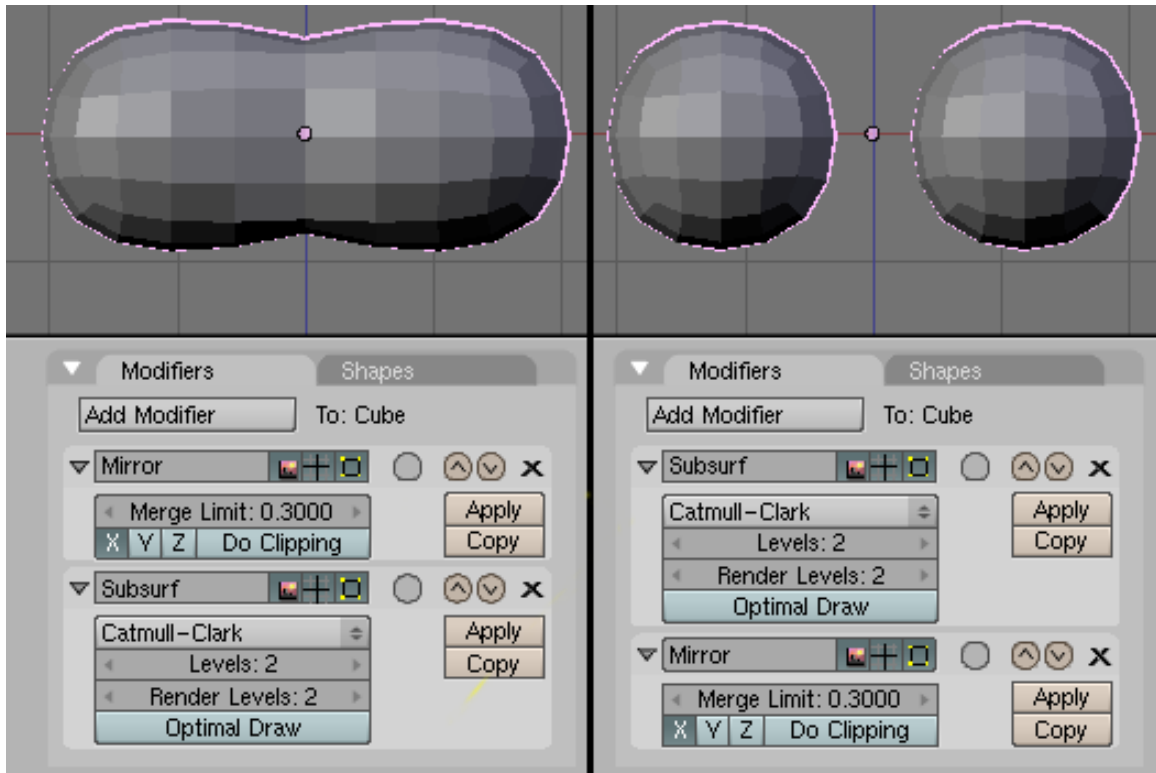 Modifiers Shapes
Add Modifier To: Cube
Mirror
Merge Limit: 0.3000 Apply
X Y Z Do Clipping Copy
Subsurf
Catmull-Clark Apply
Levels: 2 Copy
Render Levels: 2
Optimal Draw
Modifiers Shapes
Add Modifier To: Cube
Subsurf
Catmull-Clark Apply
Levels: 2 Copy
Render Levels: 2
Optimal Draw
Mirror
Merge Limit: 0.3000 Apply
X Y Z Do Clipping Copy